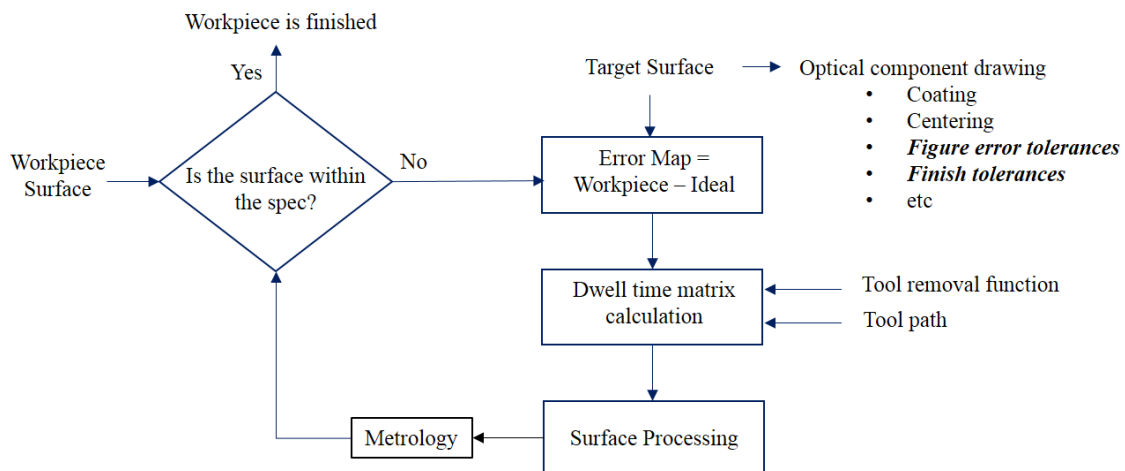 Workpiece is finished
Yes
Target Surface
Optical component drawing
• Coating
• Centering
• Figure error tolerances
• Finish tolerances
• etc
Workpiece
Surface
Is the surface within
the spec?
No
Error Map =
Workpiece – Ideal
Dwell time matrix
calculation
Tool removal function
Tool path
Metrology
Surface Processing